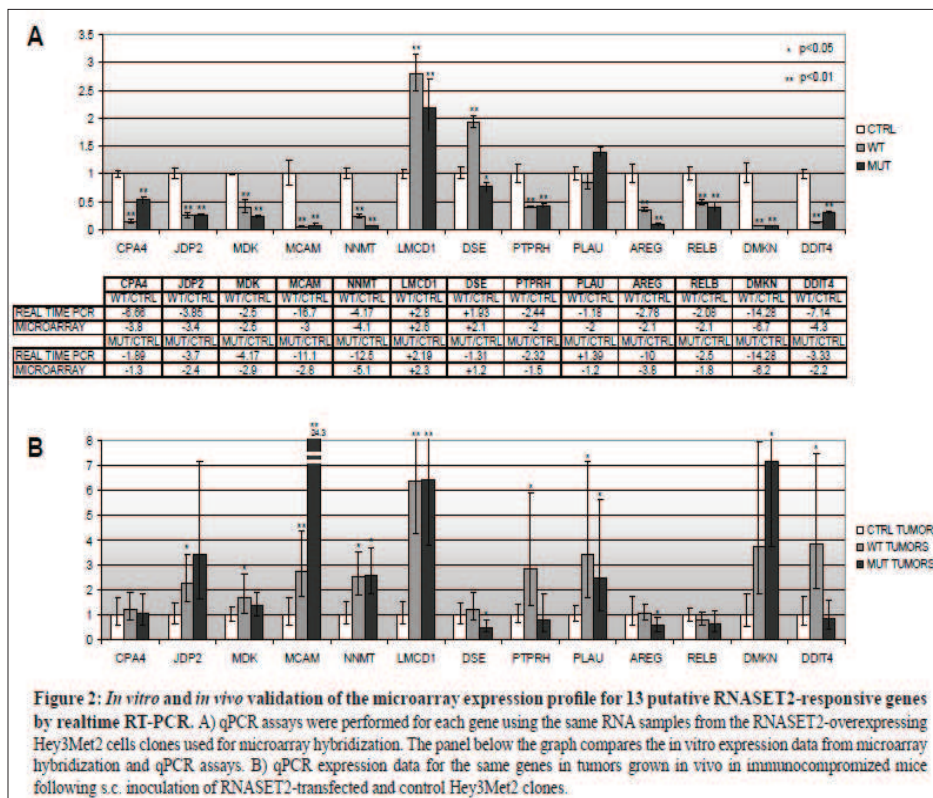 A
3.5
3
2.5
2
1.5
1
0.5
0
* p<0.05
** p<0.01
CTRL
WT
MUT
** ** ** ** ** ** ** ** ** ** ** ** ** * * ** ** ** ** ** ** ** ** **
CPA4 JDP2 MDK MCAM NNMT LMCD1 DSE PTPRH PLAU AREG RELB DMKN DDIT4
CPA4 JDP2 MDK MCAM NNMT LMCD1 DSE PTPRH PLAU AREG RELB DMKN DDIT4
WT/CTRL WT/CTRL WT/CTRL WT/CTRL WT/CTRL WT/CTRL WT/CTRL WT/CTRL WT/CTRL WT/CTRL WT/CTRL WT/CTRL WT/CTRL
REAL TIME PCR -6.66 -3.85 -2.5 -16.7 -4.17 +2.8 +1.93 -2.44 -1.18 -2.78 -2.08 -14.28 -7.14
MICROARRAY -3.8 -3.4 -2.5 -3 -4.1 +2.6 +2.1 -2 -2 -2.1 -2.1 -6.7 -4.3
MUT/CTRL MUT/CTRL MUT/CTRL MUT/CTRL MUT/CTRL MUT/CTRL MUT/CTRL MUT/CTRL MUT/CTRL MUT/CTRL MUT/CTRL MUT/CTRL MUT/CTRL
REAL TIME PCR -1.89 -3.7 -4.17 -11.1 -12.5 +2.19 -1.31 -2.32 +1.39 -10 -2.5 -14.28 -3.33
MICROARRAY -1.3 -2.4 -2.9 -2.8 -5.1 +2.3 +1.2 -1.5 -1.2 -3.8 -1.8 -6.2 -2.2
B
8
7
6
5
4
3
2
1
0
** 24.3
CTRL TUMOR
WT TUMORS
MUT TUMORS
CPA4 JDP2 MDK MCAM NNMT LMCD1 DSE PTPRH PLAU AREG RELB DMKN DDIT4
Figure 2: In vitro and in vivo validation of the microarray expression profile for 13 putative RNASET2-responsive genes
by realtime RT-PCR. A) qPCR assays were performed for each gene using the same RNA samples from the RNASET2-overexpressing
Hey3Met2 cells clones used for microarray hybridization. The panel below the graph compares the in vitro expression data from microarray
hybridization and qPCR assays. B) qPCR expression data for the same genes in tumors grown in vivo in immunocompromized mice
following s.c. inoculation of RNASET2-transfected and control Hey3Met2 clones.